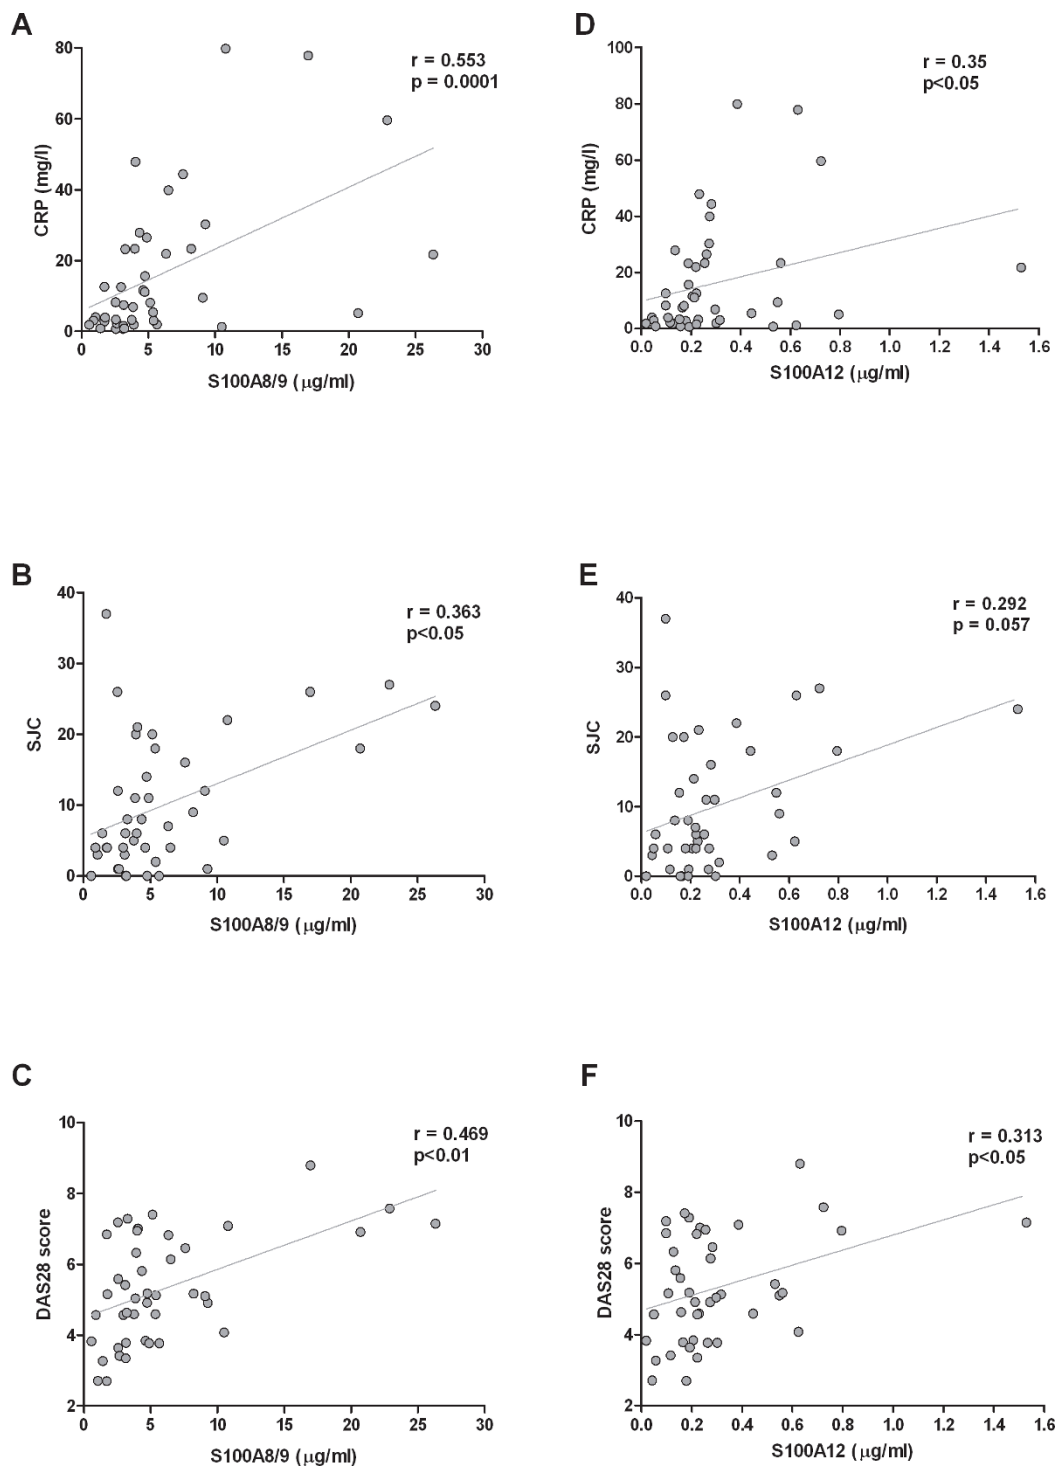 A
80
60
40
20
0
CRP (mg/l)
r = 0.553
p = 0.0001
0 5 10 15 20 25 30
S100A8/9 (μg/ml)
D
100
80
60
40
20
0
CRP (mg/l)
r = 0.35
p<0.05
0.0 0.2 0.4 0.6 0.8 1.0 1.2 1.4 1.6
S100A12 (μg/ml)
B
40
30
20
10
0
SJC
r = 0.363
p<0.05
0 5 10 15 20 25 30
S100A8/9 (μg/ml)
E
40
30
20
10
0
SJC
r = 0.292
p = 0.057
0.0 0.2 0.4 0.6 0.8 1.0 1.2 1.4 1.6
S100A12 (μg/ml)
C
10
8
6
4
2
DAS28 score
r = 0.469
p<0.01
0 5 10 15 20 25 30
S100A8/9 (μg/ml)
F
10
8
6
4
2
DAS28 score
r = 0.313
p<0.05
0.0 0.2 0.4 0.6 0.8 1.0 1.2 1.4 1.6
S100A12 (μg/ml)